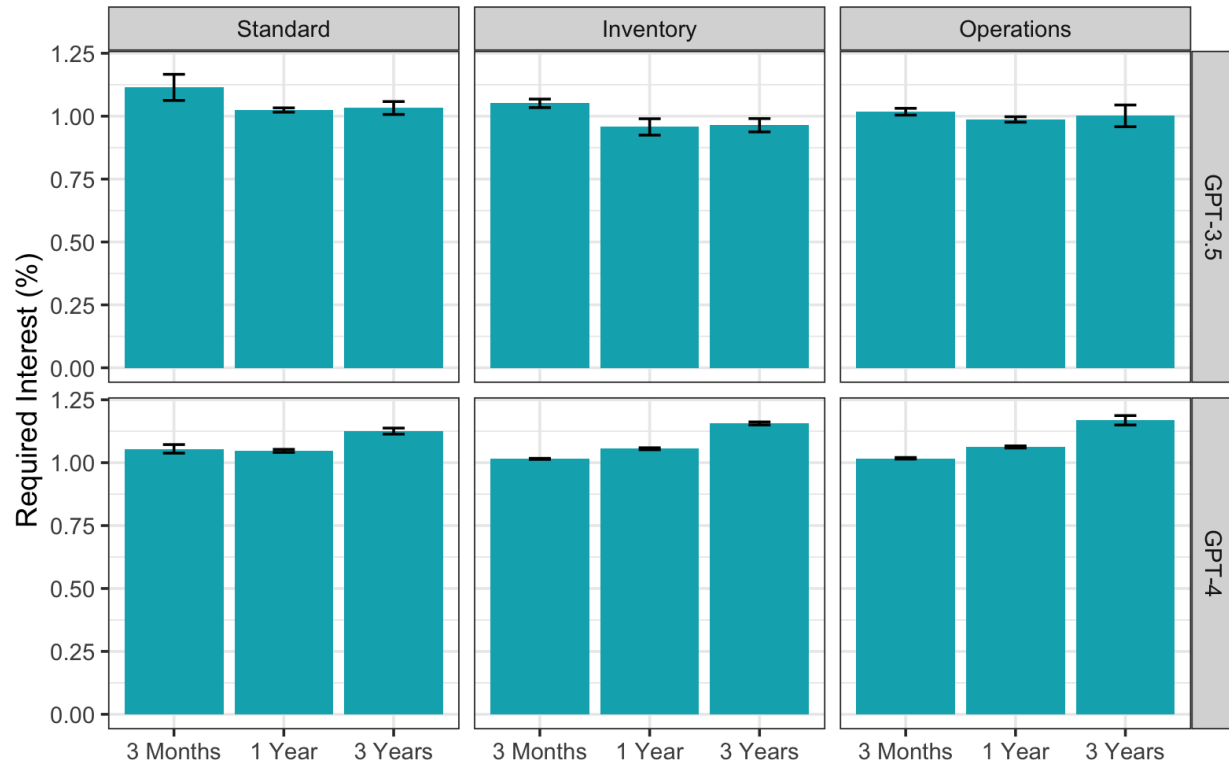 Standard
Inventory
Operations
Required Interest (%)
1.25
1.00
0.75
0.50
0.25
0.00
GPT-3.5
1.25
1.00
0.75
0.50
0.25
0.00
GPT-4
3 Months
1 Year
3 Years
3 Months
1 Year
3 Years
3 Months
1 Year
3 Years